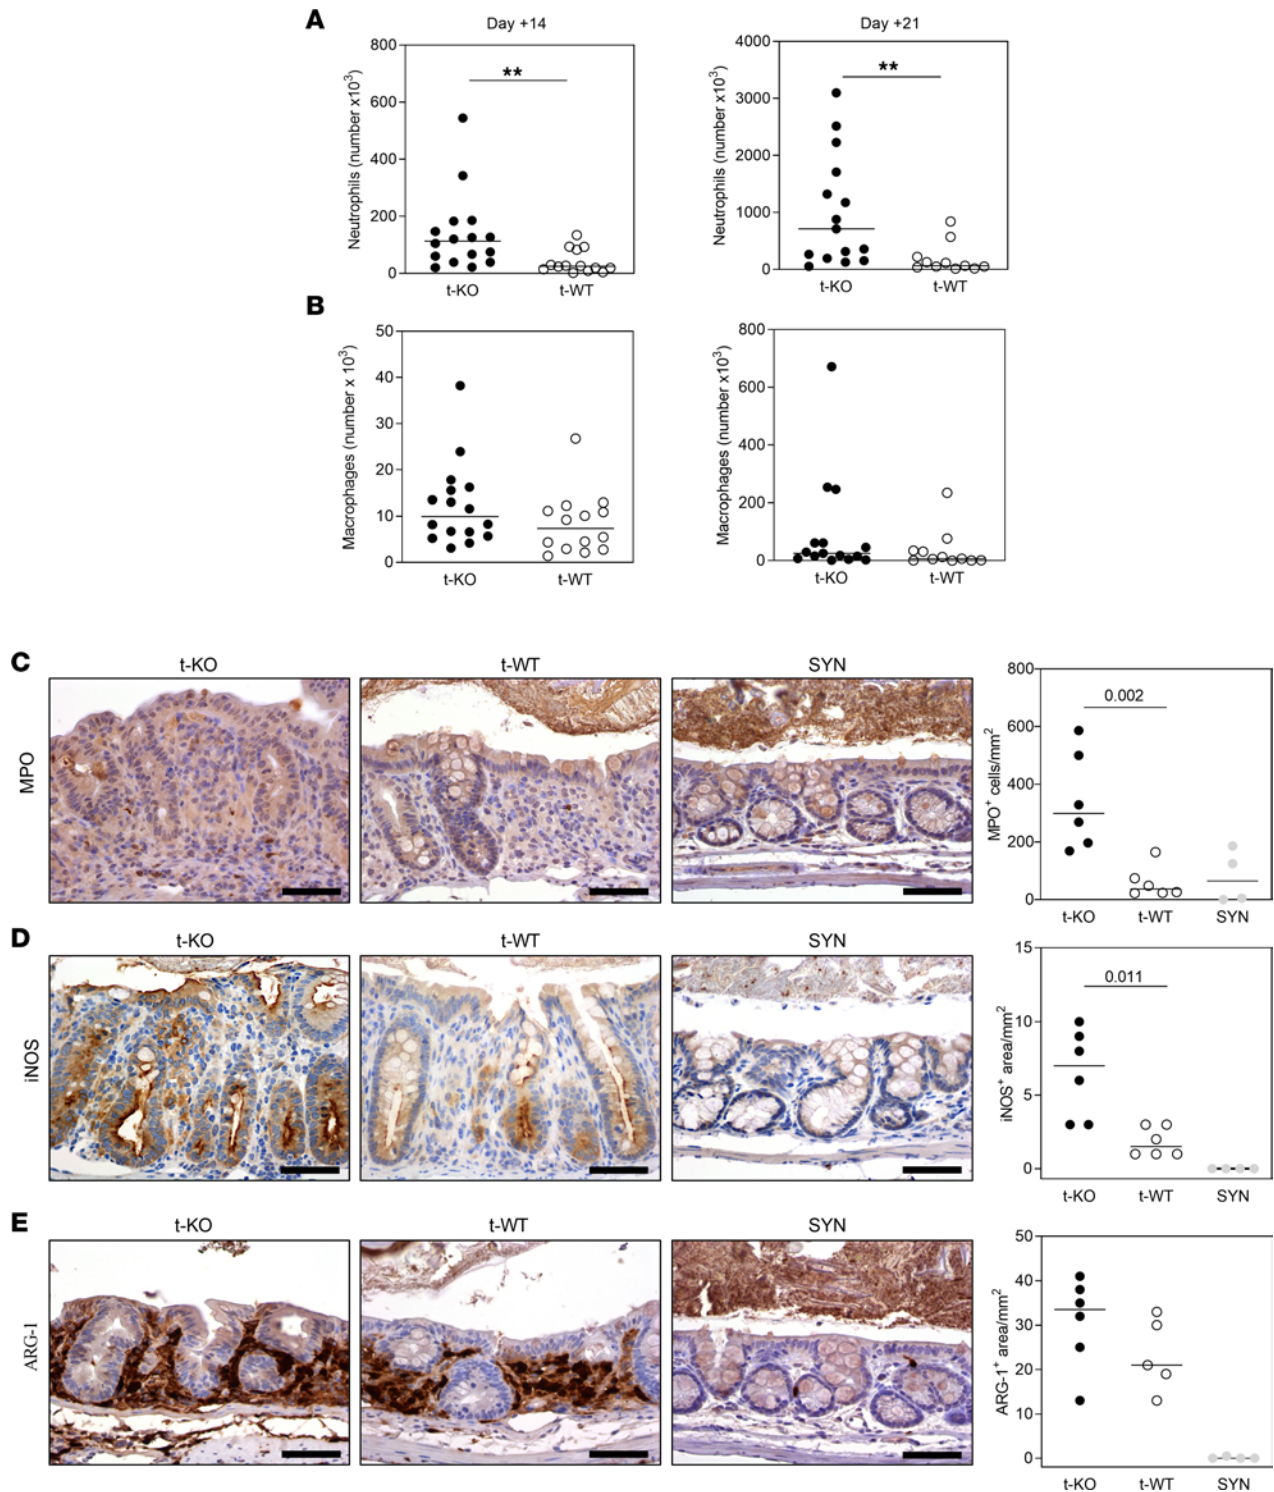 A
Day +14
Day +21
Neutrophils (number x10³)
800
600
400
200
0
**
t-KO
t-WT
Neutrophils (number x10³)
4000
3000
2000
1000
0
**
t-KO
t-WT
B
Macrophages (number x 10³)
50
40
30
20
10
0
t-KO
t-WT
Macrophages (number x10³)
800
600
400
200
0
t-KO
t-WT
C
t-KO
t-WT
SYN
MPO
MPO⁺ cells/mm²
800
600
400
200
0
0.002
t-KO
t-WT
SYN
D
t-KO
t-WT
SYN
iNOS
iNOS⁺ area/mm²
15
10
5
0
0.011
t-KO
t-WT
SYN
E
t-KO
t-WT
SYN
ARG-1
ARG-1⁺ area/mm²
50
40
30
20
10
0
t-KO
t-WT
SYN